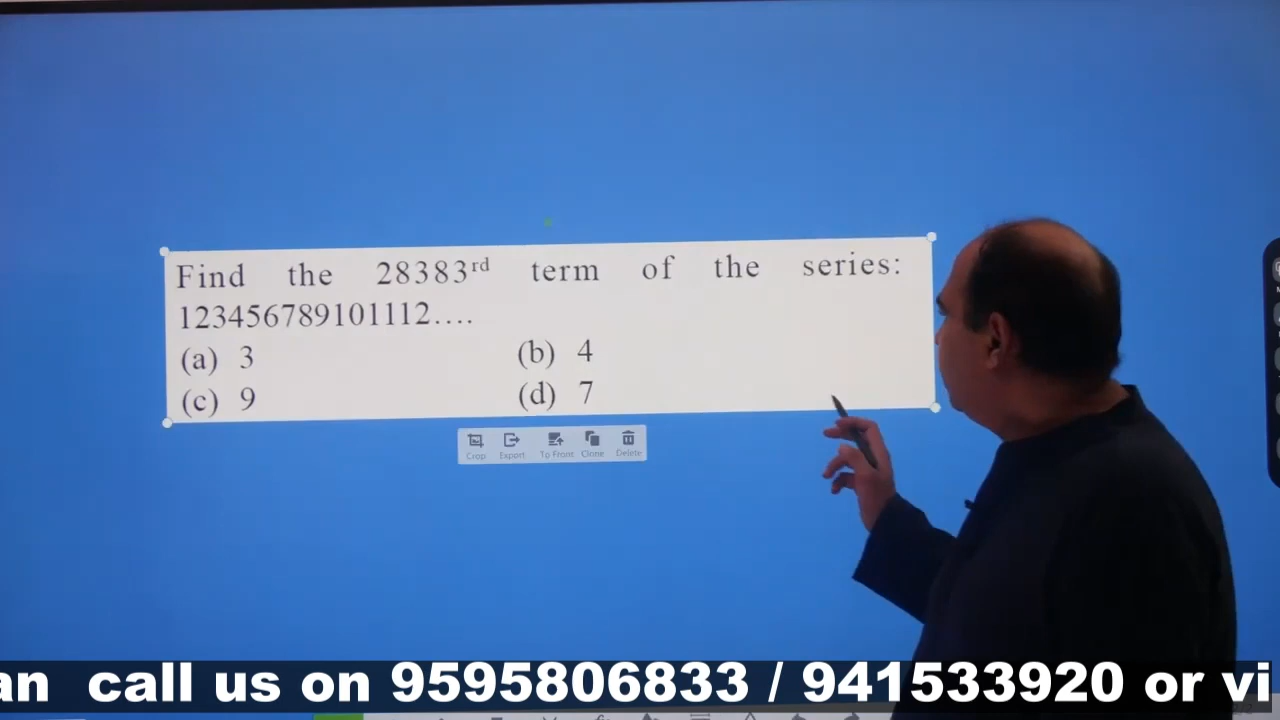 Find the 28383rd term of the series:
123456789101112....
(a) 3 (b) 4
(c) 9 (d) 7
Crop Export To Front Clone Delete
an call us on 9595806833 / 941533920 or vi